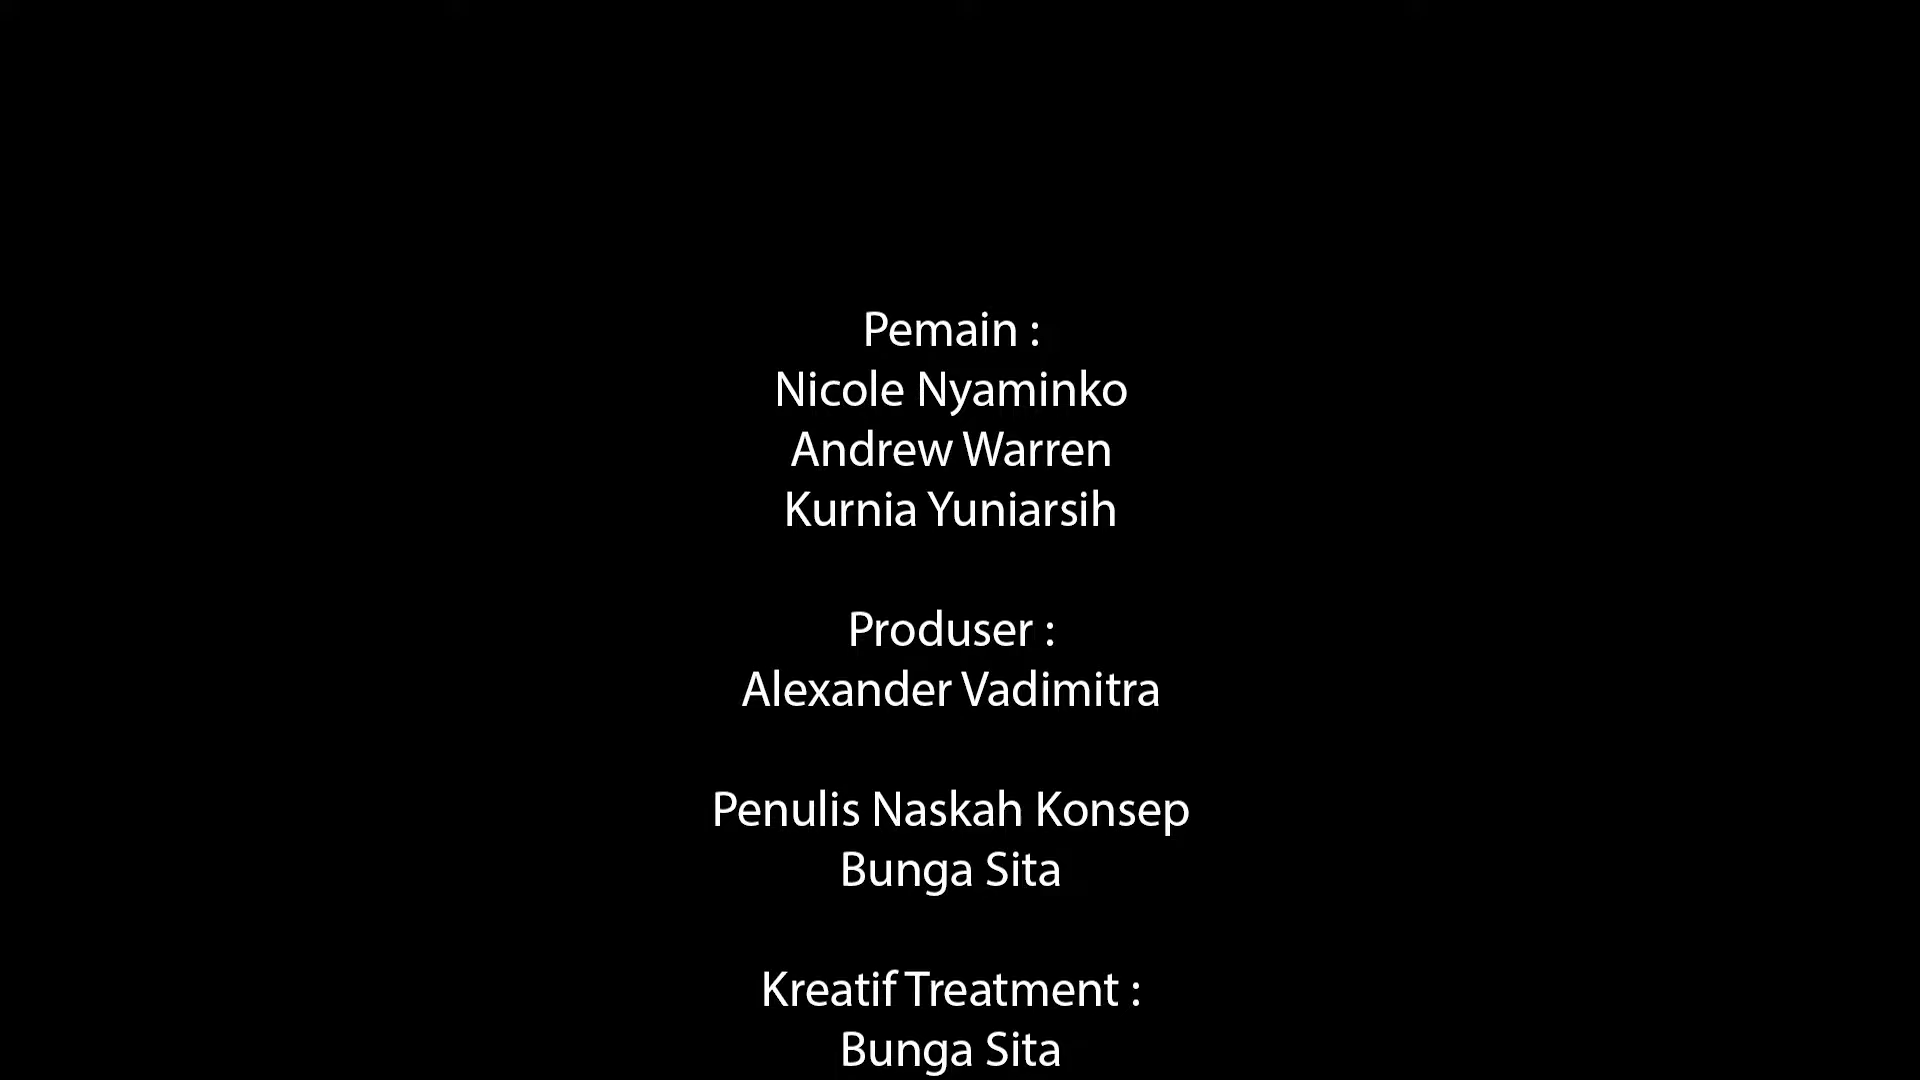 Pemain :
Nicole Nyaminko
Andrew Warren
Kurnia Yuniarsih
Produser :
Alexander Vadimitra
Penulis Naskah Konsep
Bunga Sita
Kreatif Treatment :
Bunga Sita